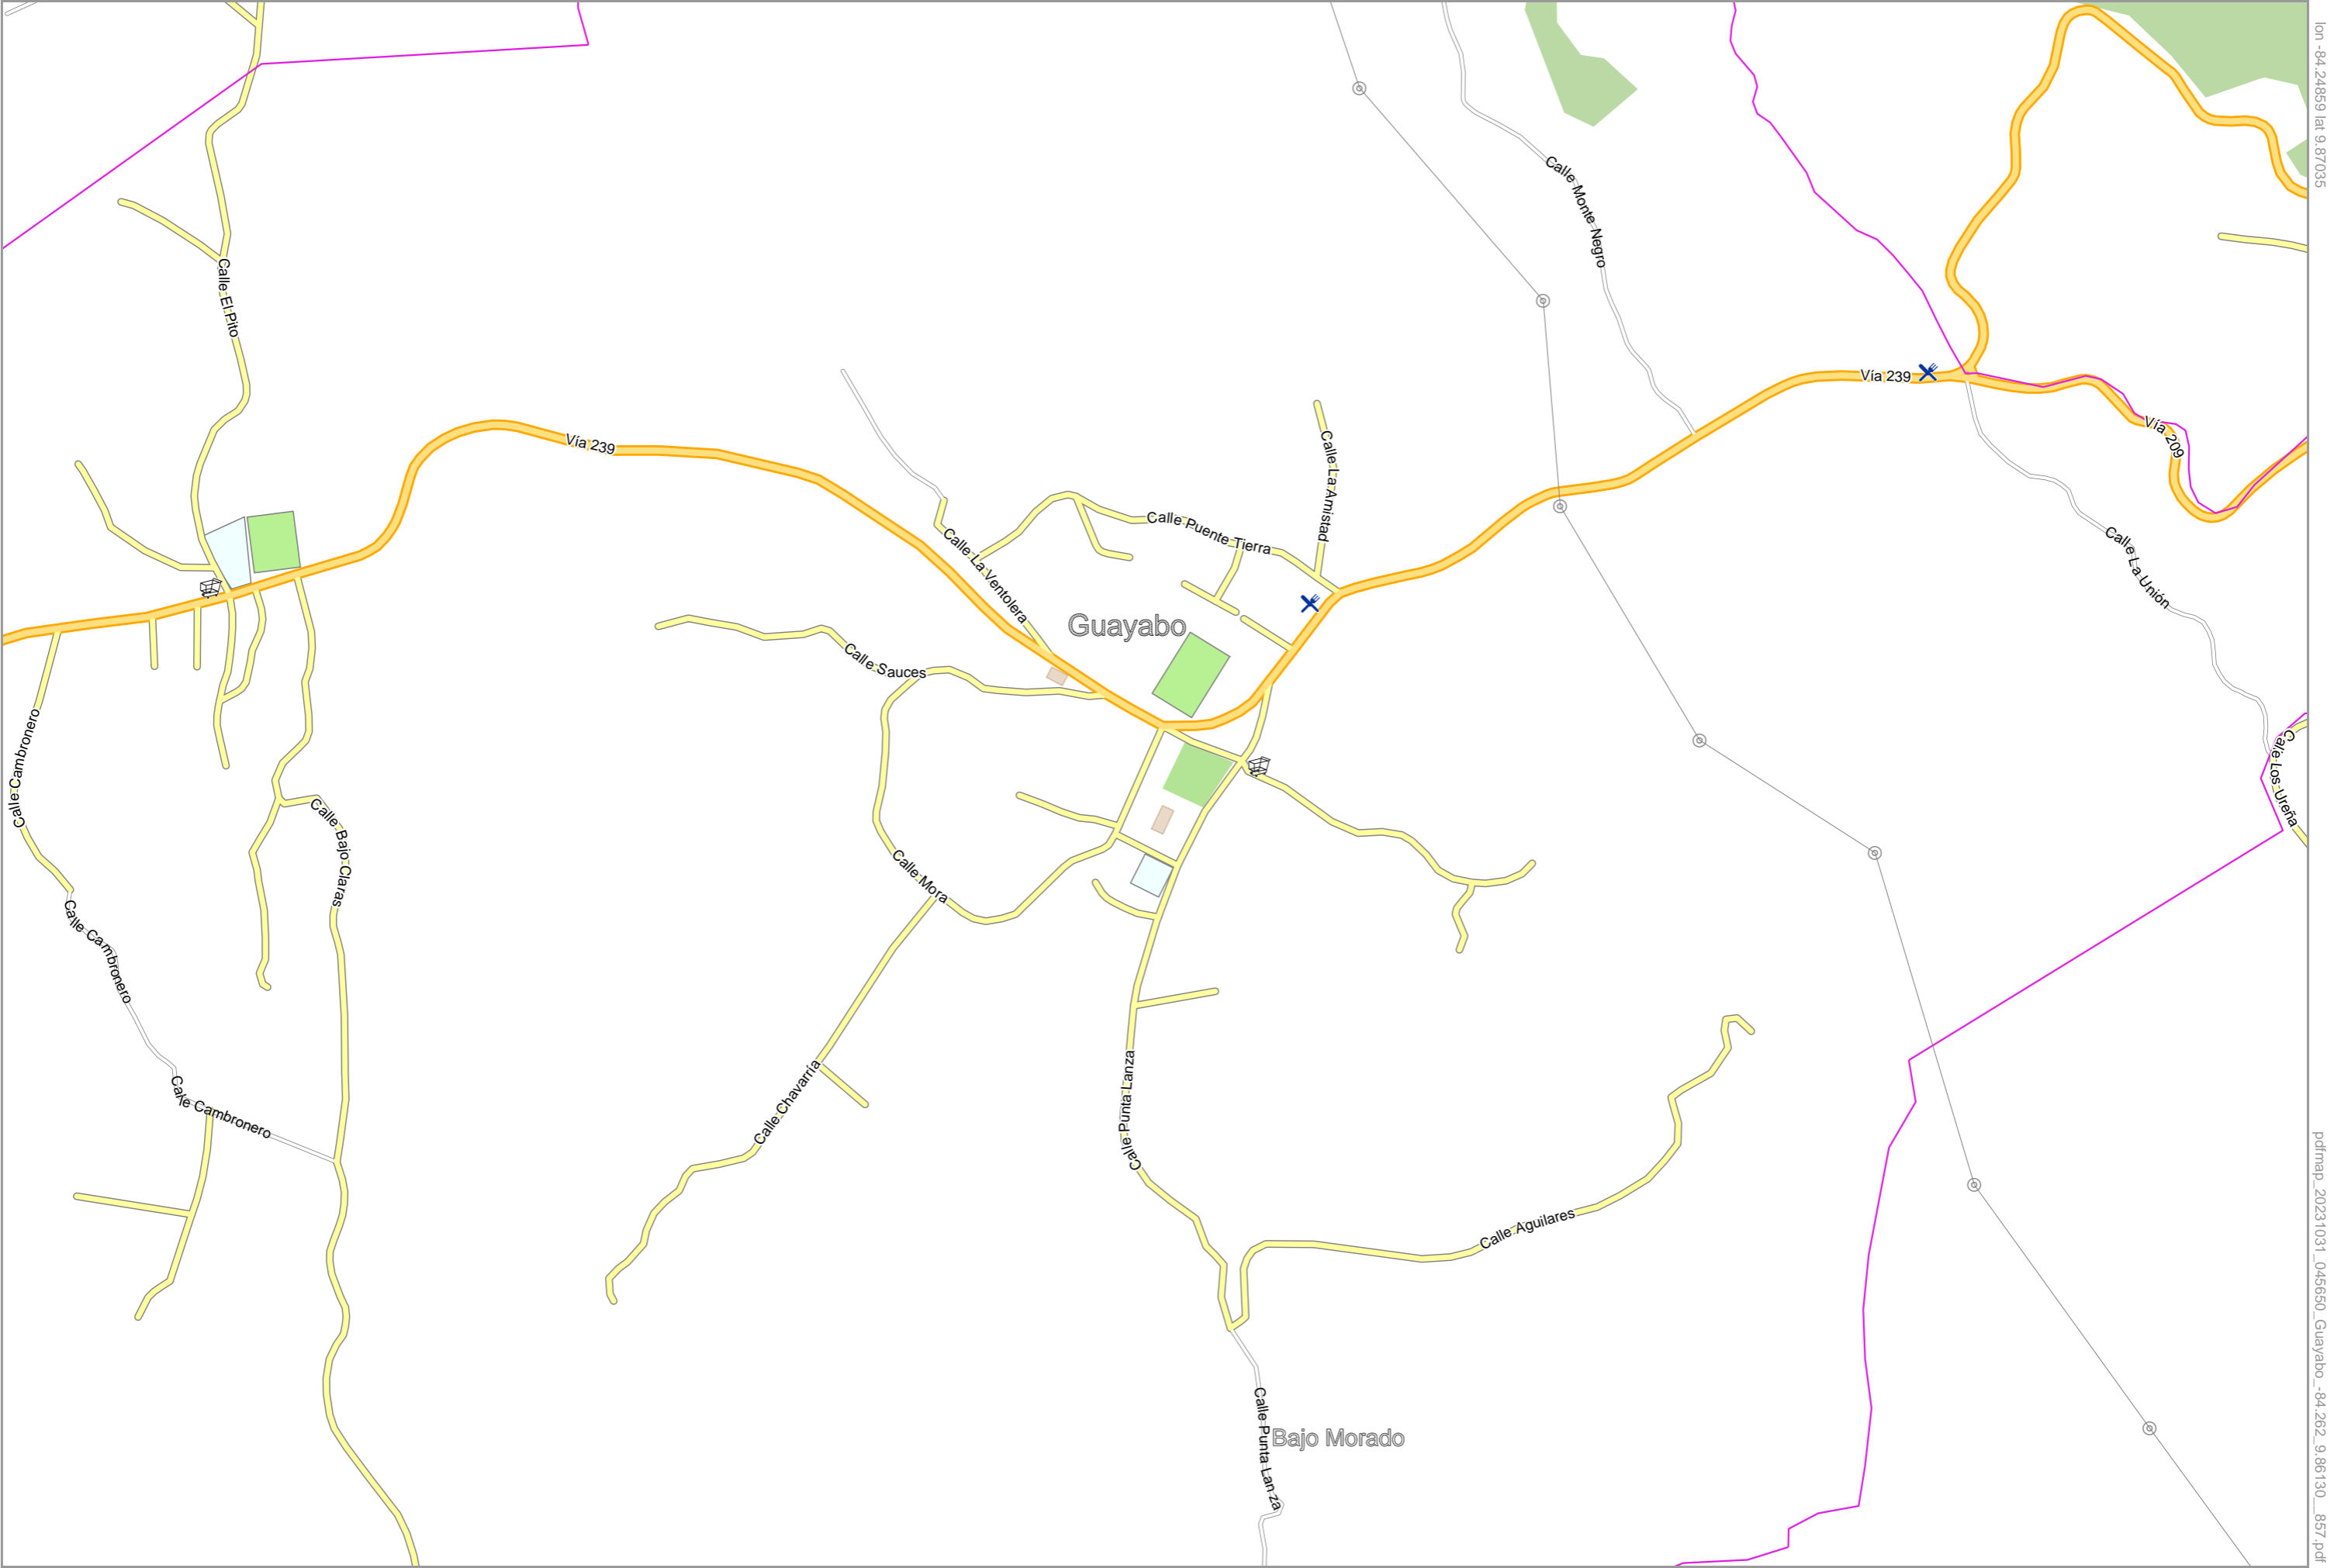 lon -84.24859 lat 9.87035
Calle Monte Negro
Calle El Pito
Vía 239
Vía 239
Vía 209
Calle La Amistad
Calle Puente Tierra
Calle La Ventolera
Calle La Unión
Guayabo
Calle Sauces
Calle Cambronero
Calle Los Ureña
Calle Bajo Claras
Calle Mora
Calle Cambronero
Calle Chavarría
Calle Punta Lanza
Calle Cambronero
Calle Aguilares
Calle Punta Lanza
Bajo Morado
pdfmap_20231031_045650_Guayabo_-84.262_9.86130__857.pdf